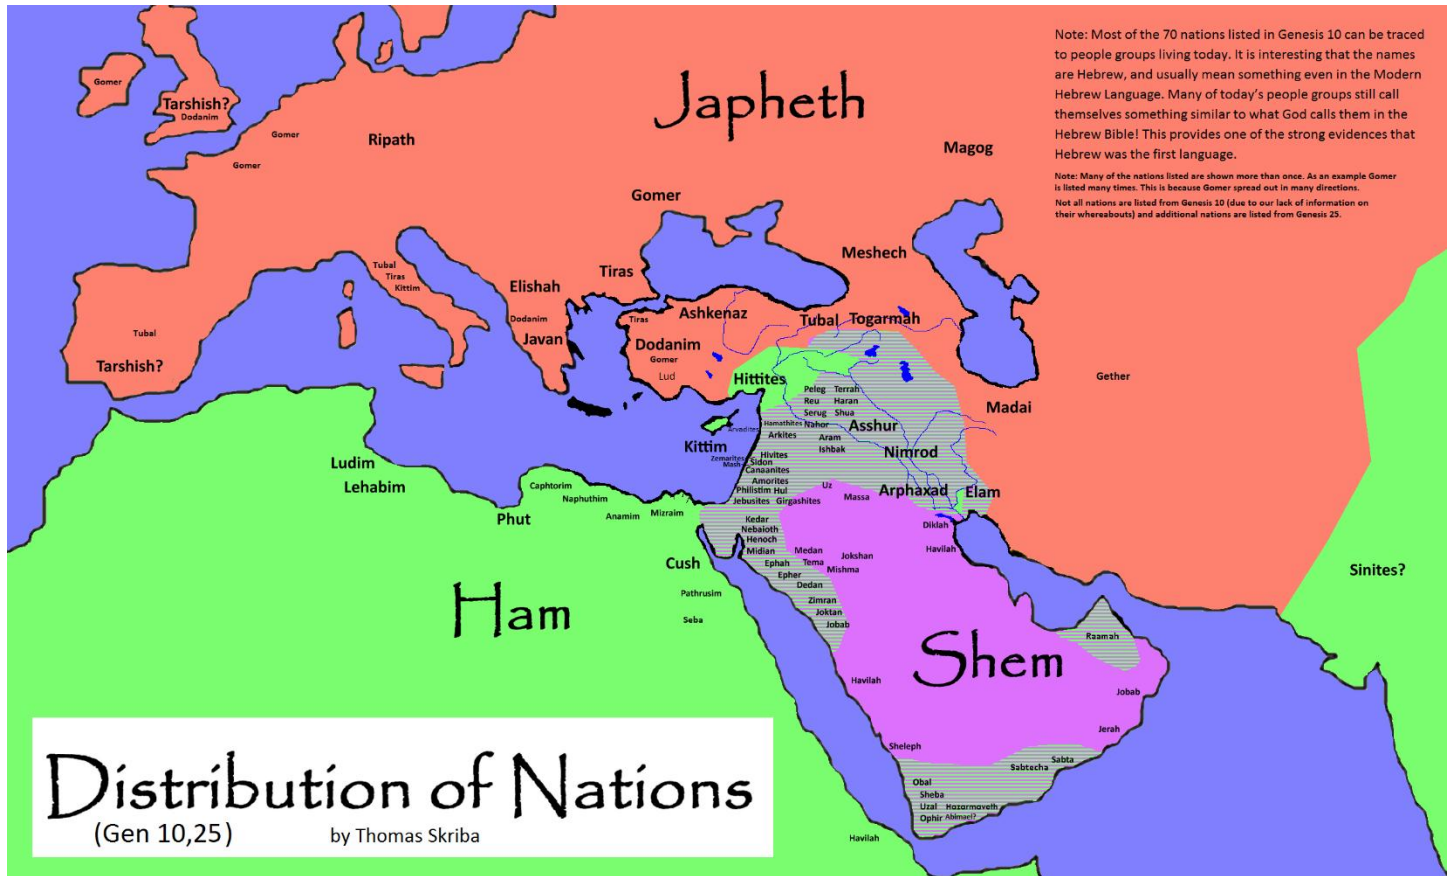 Note: Most of the 70 nations listed in Genesis 10 can be traced
to people groups living today. It is interesting that the names
are Hebrew, and usually mean something even in the Modern
Hebrew Language. Many of today's people groups still call
themselves something similar to what God calls them in the
Hebrew Bible! This provides one of the strong evidences that
Hebrew was the first language.
Note: Many of the nations listed are shown more than once. As an example Gomer
is listed many times. This is because Gomer spread out in many directions.
Not all nations are listed from Genesis 10 (due to our lack of information on
their whereabouts) and additional nations are listed from Genesis 25.
Japheth
Gomer
Tarshish?
Dodanim
Gomer
Ripath
Gomer
Magog
Gomer
Meshech
Tubal
Tiras
Kittim
Elishah
Tiras
Dodanim
Javan
Tiras
Ashkenaz
Tubal
Togarmah
Tubal
Tarshish?
Dodanim
Gomer
Lud
Hittites
Gether
Madai
Peleg
Terrah
Reu
Haran
Serug
Shua
Nahor
Hamathites
Arvadites
Arkites
Aram
Ishbak
Asshur
Kittim
Nimrod
Zemarites
Mash
Hivites
Sidon
Canaanites
Amorites
Philistim
Hul
Jebusites
Girgashites
Uz
Massa
Arphaxad
Elam
Ludim
Lehabim
Caphtorim
Naphuthim
Phut
Anamim
Mizraim
Kedar
Nebaioth
Henoch
Midian
Diklah
Havilah
Cush
Medan
Jokshan
Ephah
Tema
Mishma
Epher
Dedan
Sinites?
Pathrusim
Zimran
Joktan
Jobab
Seba
Ham
Raamah
Shem
Havilah
Jobab
Jerah
Sheleph
Sabta
Sabtecha
Obal
Sheba
Uzal
Hazarmaveth
Ophir
Abimael?
Havilah
Distribution of Nations
(Gen 10,25)
by Thomas Skriba